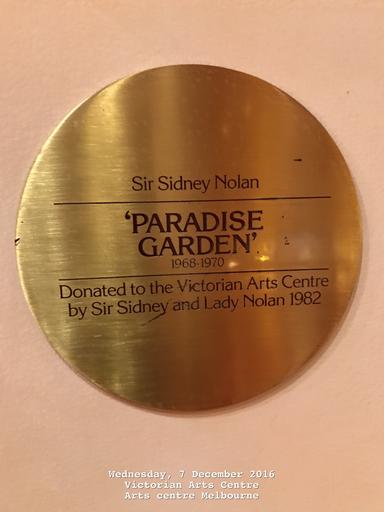 Sir Sidney Nolan
‘PARADISE
GARDEN’
1968-1970
Donated to the Victorian Arts Centre
by Sir Sidney and Lady Nolan 1982
Wednesday, 7 December 2016
Victorian Arts Centre
Arts centre Melbourne